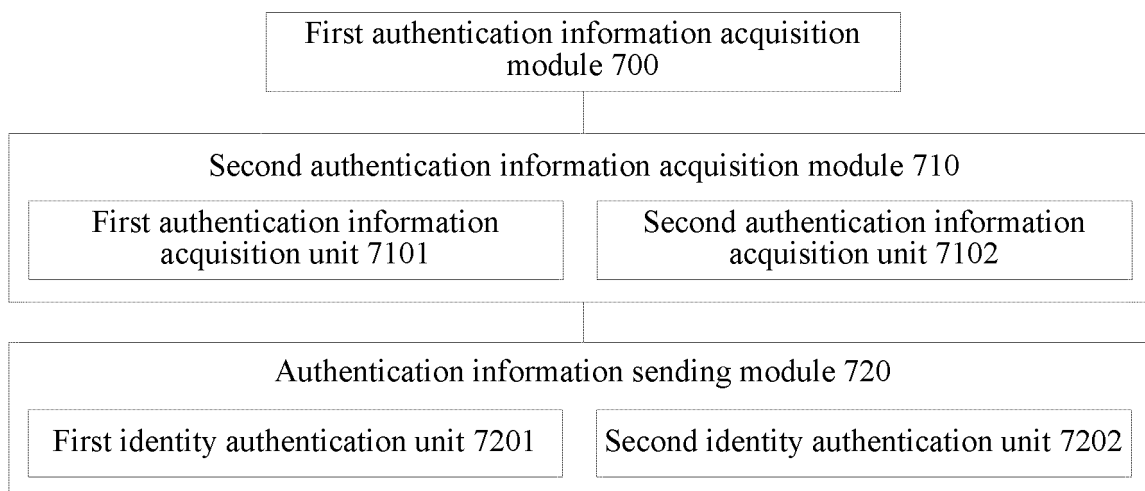 First authentication information acquisition
module 700
Second authentication information acquisition module 710
First authentication information
acquisition unit 7101
Second authentication information
acquisition unit 7102
Authentication information sending module 720
First identity authentication unit 7201
Second identity authentication unit 7202